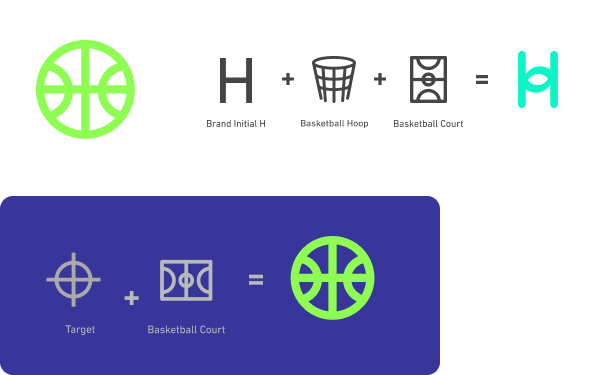 H + + =
Brand Initial H Basketball Hoop Basketball Court
+ =
Target Basketball Court